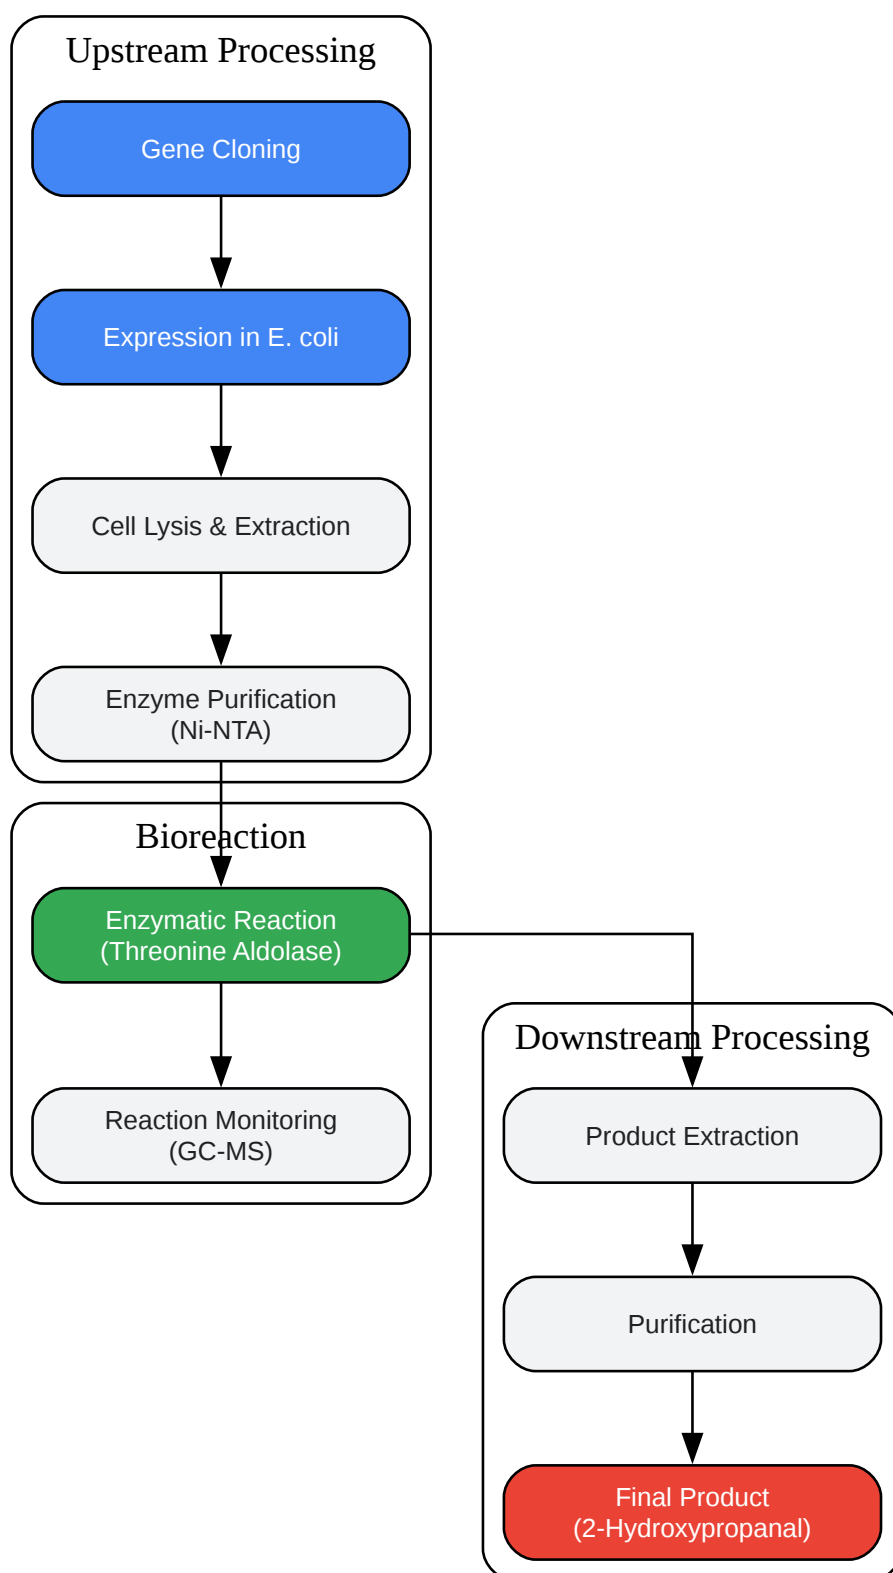 Upstream Processing
Gene Cloning
Expression in E. coli
Cell Lysis & Extraction
Enzyme Purification
(Ni-NTA)
Bioreaction
Enzymatic Reaction
(Threonine Aldolase)
Reaction Monitoring
(GC-MS)
Downstream Processing
Product Extraction
Purification
Final Product
(2-Hydroxypropanal)